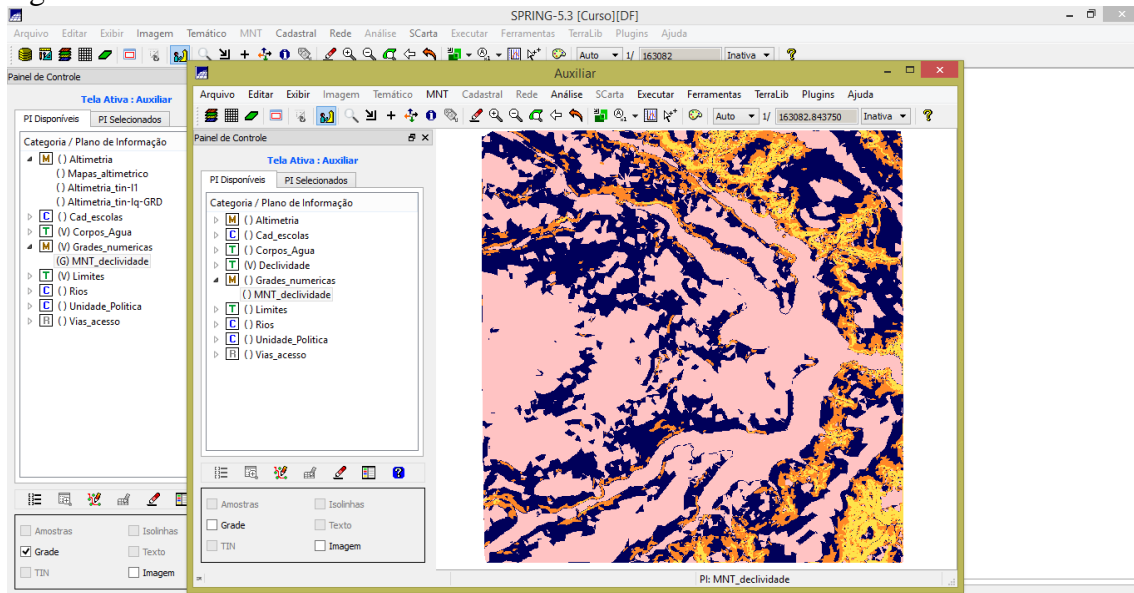 SPRING-5.3 [Curso][DF]
Arquivo Editar Exibir Imagem Temático MNT Cadastral Rede Análise SCarta Executar Ferramentas TerraLib Plugins Ajuda
Auto 1/ 163082 Inativa ?
Painel de Controle
Tela Ativa : Auxiliar
PI Disponíveis PI Selecionados
Categoria / Plano de Informação
M ( ) Altimetria
( ) Mapas_altimetrico
( ) Altimetria_tin-l1
( ) Altimetria_tin-lq-GRD
C ( ) Cad_escolas
T (V) Corpos_Agua
M (V) Grades_numericas
(G) MNT_declividade
T (V) Limites
C ( ) Rios
C ( ) Unidade_Politica
R ( ) Vias_acesso
Amostras Isolinhas
Grade Texto
TIN Imagem
Auxiliar
Arquivo Editar Exibir Imagem Temático MNT Cadastral Rede Análise SCarta Executar Ferramentas TerraLib Plugins Ajuda
Auto 1/ 163082.843750 Inativa ?
Painel de Controle
Tela Ativa : Auxiliar
PI Disponíveis PI Selecionados
Categoria / Plano de Informação
M ( ) Altimetria
C ( ) Cad_escolas
T ( ) Corpos_Agua
T (V) Declividade
M ( ) Grades_numericas
( ) MNT_declividade
T ( ) Limites
C ( ) Rios
C ( ) Unidade_Politica
R ( ) Vias_acesso
Amostras Isolinhas
Grade Texto
TIN Imagem
PI: MNT_declividade